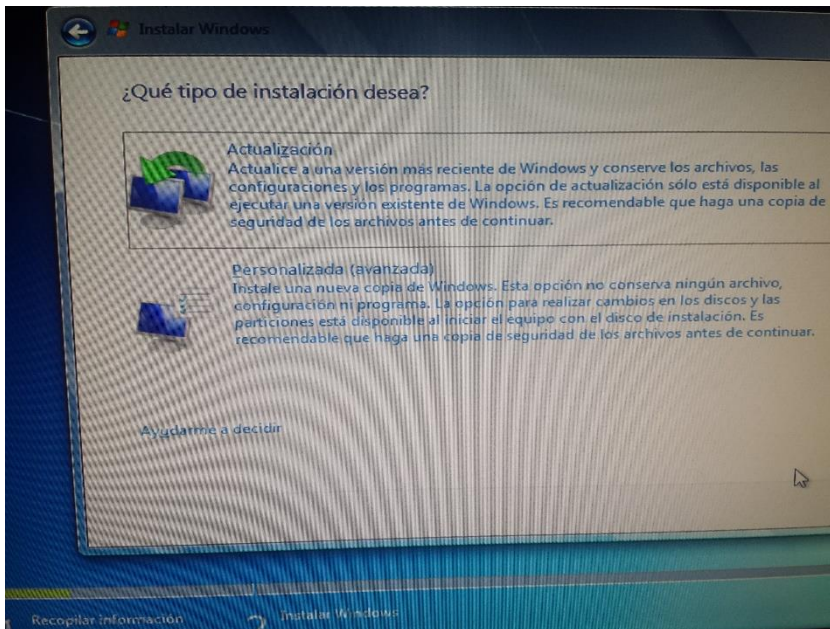 Instalar Windows
¿Qué tipo de instalación desea?
Actualización
Actualice a una versión más reciente de Windows y conserve los archivos, las
configuraciones y los programas. La opción de actualización sólo está disponible al
ejecutar una versión existente de Windows. Es recomendable que haga una copia de
seguridad de los archivos antes de continuar.
Personalizada (avanzada)
Instale una nueva copia de Windows. Esta opción no conserva ningún archivo,
configuración ni programa. La opción para realizar cambios en los discos y las
particiones está disponible al iniciar el equipo con el disco de instalación. Es
recomendable que haga una copia de seguridad de los archivos antes de continuar.
Ayudarme a decidir
Recopilar información
2 Instalar Windows